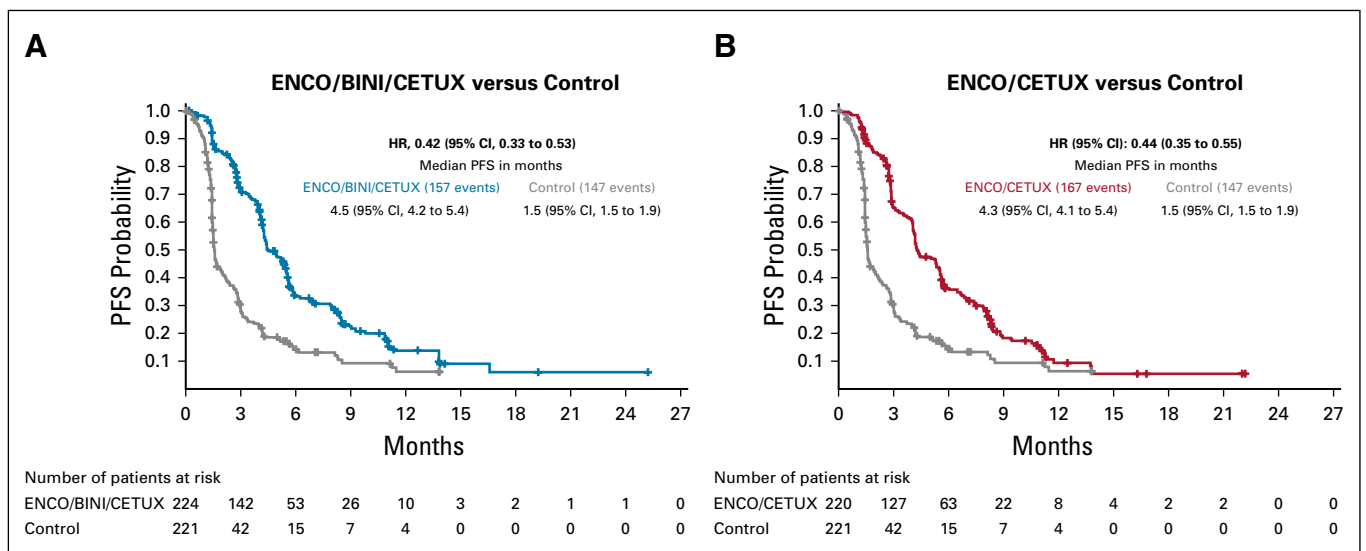 A
ENCO/BINI/CETUX versus Control
1.0
0.9
0.8
0.7
0.6
0.5
0.4
0.3
0.2
0.1
PFS Probability
HR, 0.42 (95% CI, 0.33 to 0.53)
Median PFS in months
ENCO/BINI/CETUX (157 events) Control (147 events)
4.5 (95% CI, 4.2 to 5.4) 1.5 (95% CI, 1.5 to 1.9)
0 3 6 9 12 15 18 21 24 27
Months
Number of patients at risk
ENCO/BINI/CETUX 224 142 53 26 10 3 2 1 1 0
Control 221 42 15 7 4 0 0 0 0 0
B
ENCO/CETUX versus Control
1.0
0.9
0.8
0.7
0.6
0.5
0.4
0.3
0.2
0.1
PFS Probability
HR (95% CI): 0.44 (0.35 to 0.55)
Median PFS in months
ENCO/CETUX (167 events) Control (147 events)
4.3 (95% CI, 4.1 to 5.4) 1.5 (95% CI, 1.5 to 1.9)
0 3 6 9 12 15 18 21 24 27
Months
Number of patients at risk
ENCO/CETUX 220 127 63 22 8 4 2 2 0 0
Control 221 42 15 7 4 0 0 0 0 0